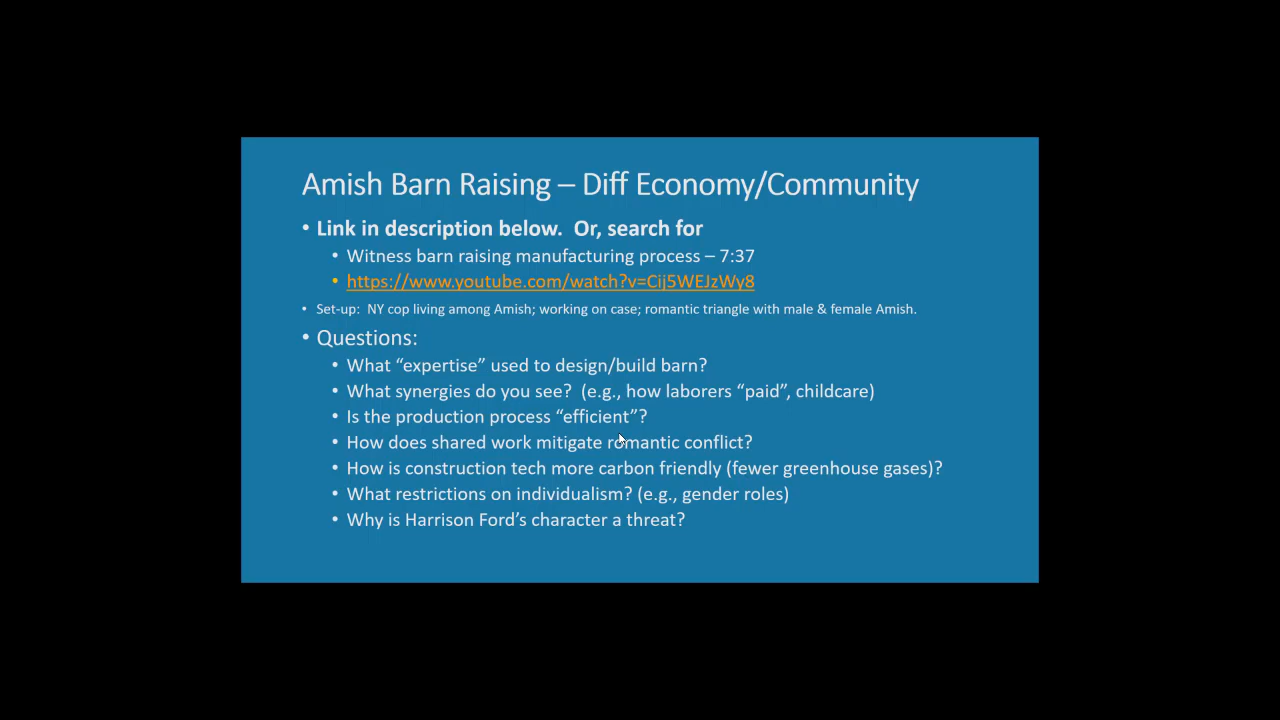 Amish Barn Raising – Diff Economy/Community
• Link in description below.  Or, search for
• Witness barn raising manufacturing process – 7:37
• https://www.youtube.com/watch?v=Cij5WEJzWy8
• Set-up:  NY cop living among Amish; working on case; romantic triangle with male & female Amish.
• Questions:
• What “expertise” used to design/build barn?
• What synergies do you see?  (e.g., how laborers “paid”, childcare)
• Is the production process “efficient”?
• How does shared work mitigate romantic conflict?
• How is construction tech more carbon friendly (fewer greenhouse gases)?
• What restrictions on individualism? (e.g., gender roles)
• Why is Harrison Ford’s character a threat?